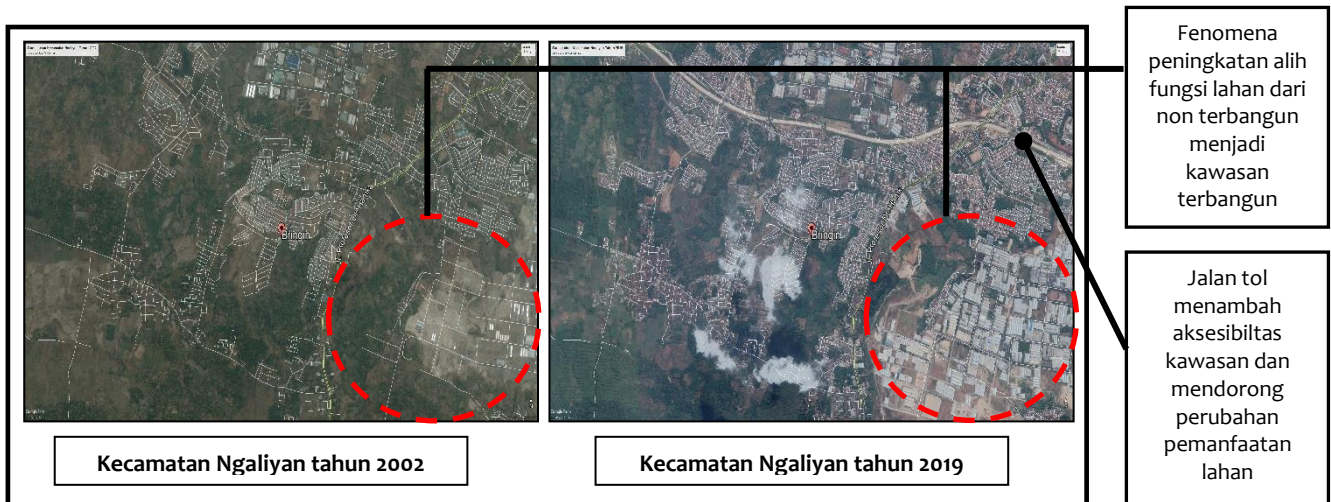 Bringin
Bringin
Kecamatan Ngaliyan tahun 2002
Kecamatan Ngaliyan tahun 2019
Fenomena
peningkatan alih
fungsi lahan dari
non terbangun
menjadi
kawasan
terbangun
Jalan tol
menambah
aksesibiltas
kawasan dan
mendorong
perubahan
pemanfaatan
lahan